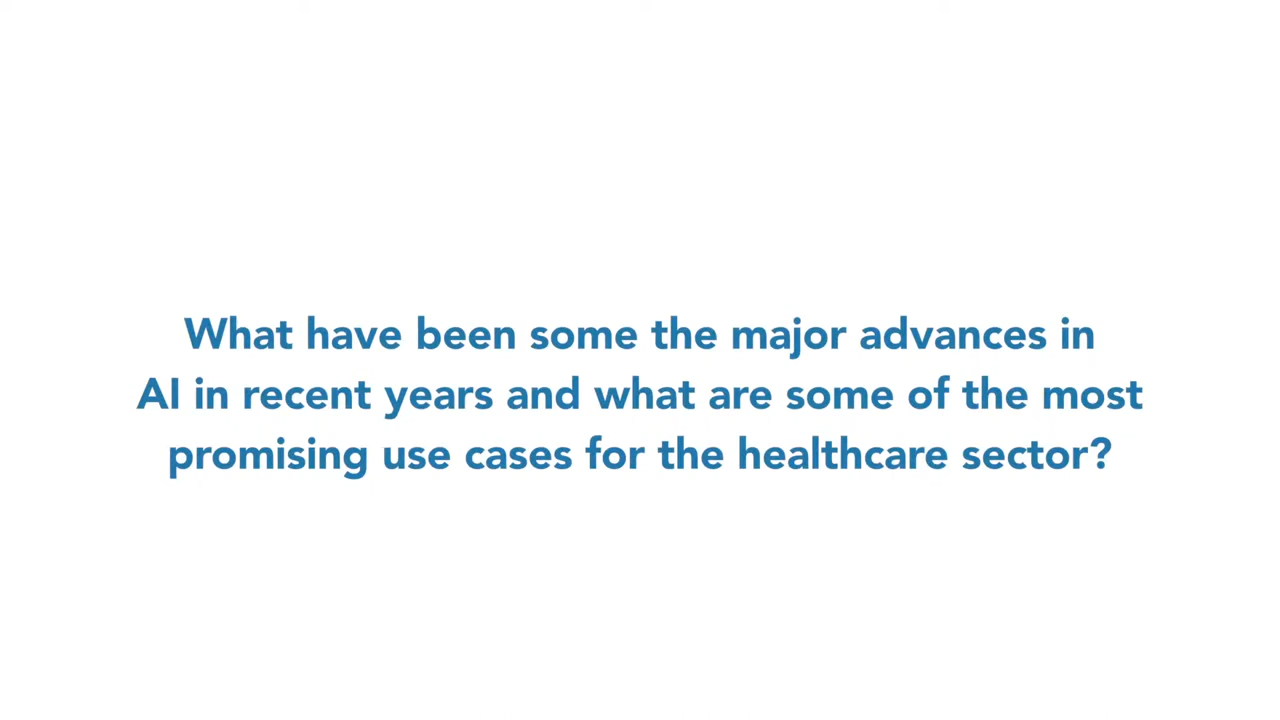 What have been some the major advances in
AI in recent years and what are some of the most
promising use cases for the healthcare sector?